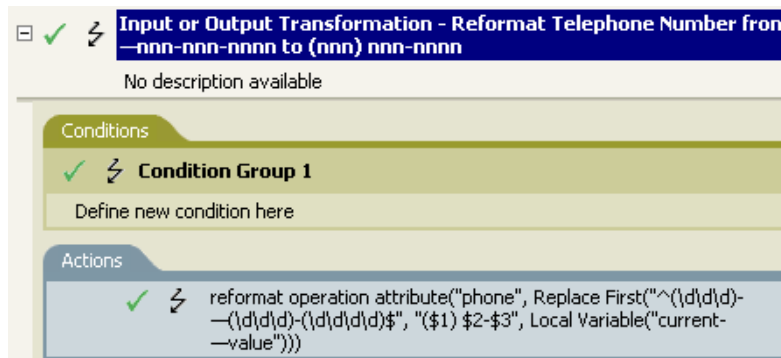 Input or Output Transformation - Reformat Telephone Number fron
—nnn-nnn-nnnn to (nnn) nnn-nnnn
No description available
Conditions
Condition Group 1
Define new condition here
Actions
reformat operation attribute("phone", Replace First("^(\d\d\d)-
—(\d\d\d)-(\d\d\d\d)$", "($1) $2-$3", Local Variable("current-
—value")))